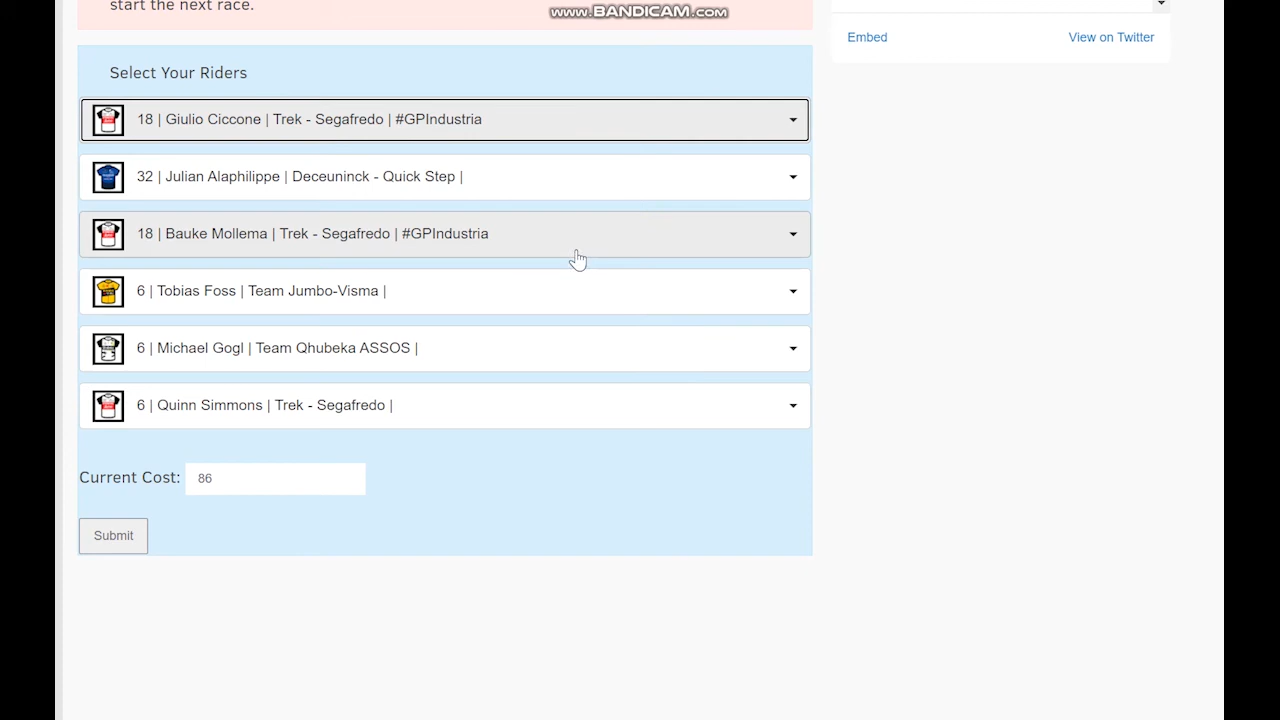 start the next race.
www.BANDICAM.com
Embed
View on Twitter
Select Your Riders
18 | Giulio Ciccone | Trek - Segafredo | #GPIndustria
32 | Julian Alaphilippe | Deceuninck - Quick Step |
18 | Bauke Mollema | Trek - Segafredo | #GPIndustria
6 | Tobias Foss | Team Jumbo-Visma |
6 | Michael Gogl | Team Qhubeka ASSOS |
6 | Quinn Simmons | Trek - Segafredo |
Current Cost: 86
Submit